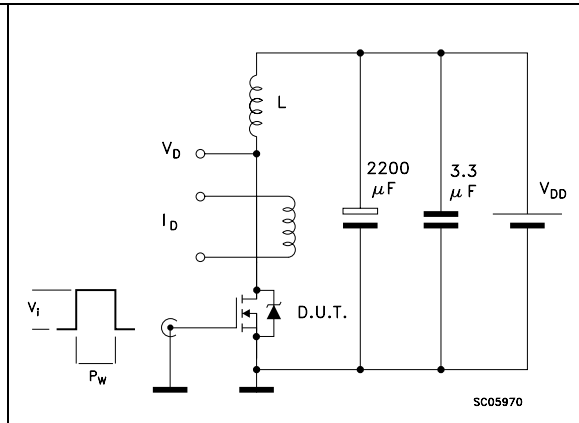 L
V_D
2200
μF
3.3
μF
V_DD
I_D
V_i
D.U.T.
P_W
SC05970